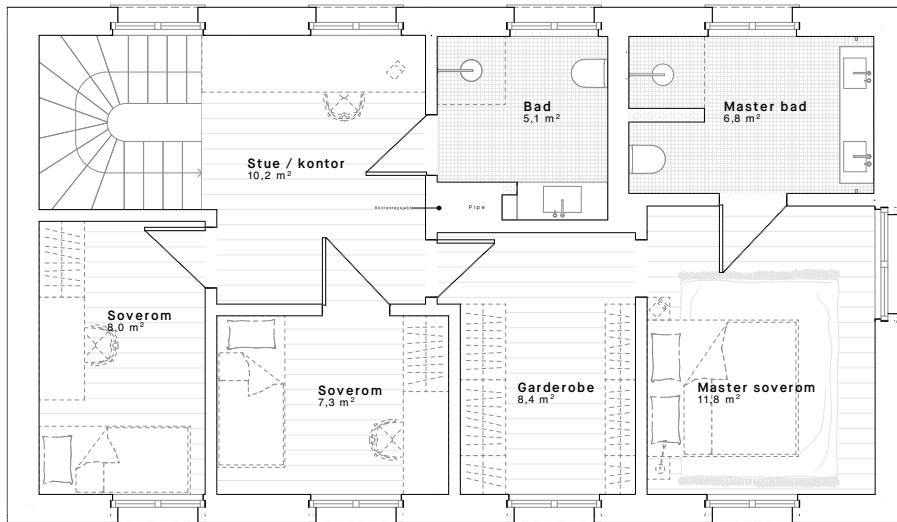 Bad
5,1 m²
Master bad
6,8 m²
Stue / kontor
10,2 m²
Pipe
Soverom
8,0 m²
Soverom
7,3 m²
Garderobe
8,4 m²
Master soverom
11,8 m²